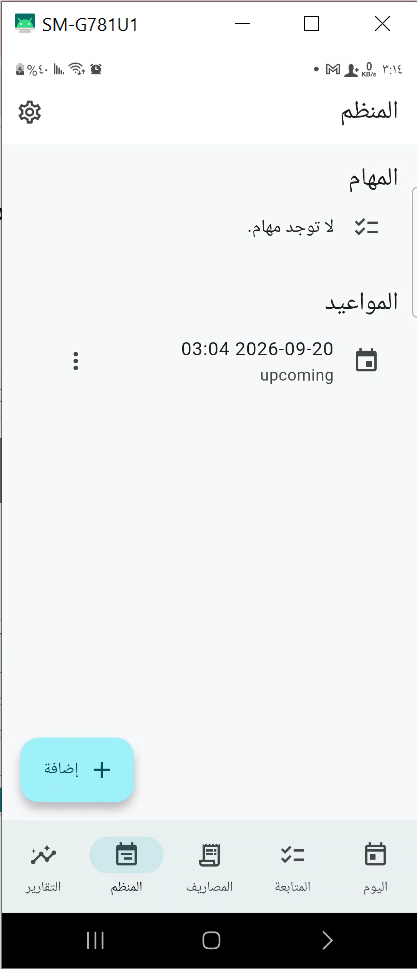 SM-G781U1
٣:١٤
0
KB/s
%٤٠
المنظم
المهام
لا توجد مهام.
المواعيد
2026-09-20 03:04
upcoming
إضافة
اليوم
المتابعة
المصاريف
المنظم
التقارير